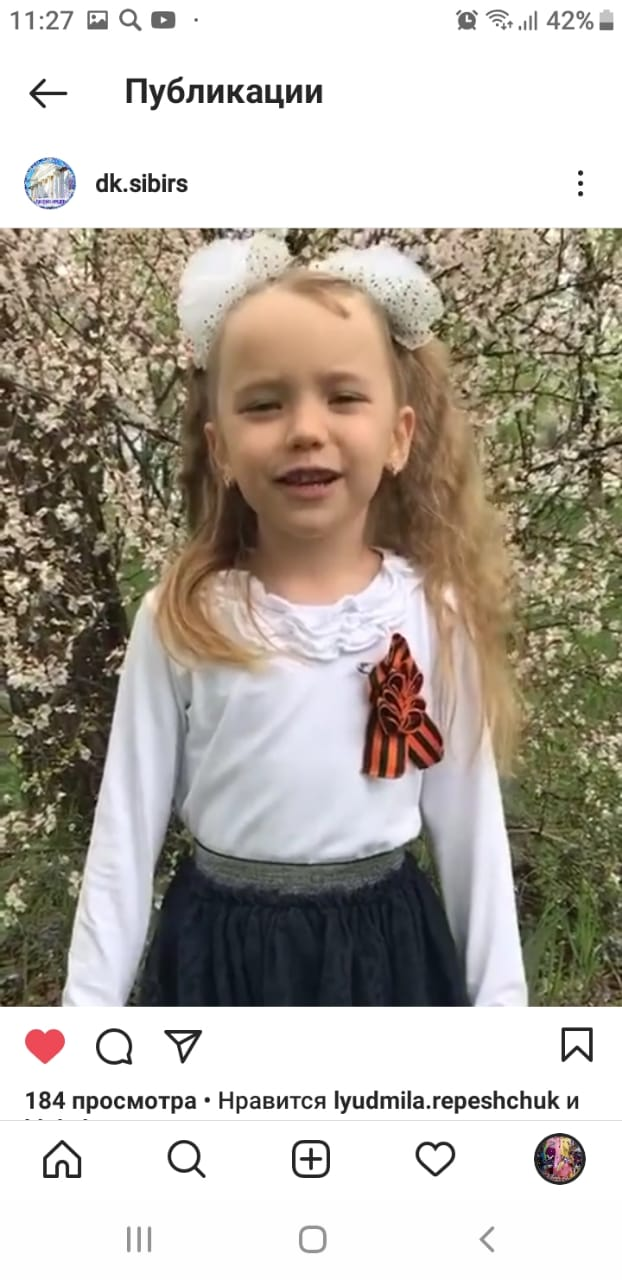 11:27
42%
Публикации
dk.sibirs
184 просмотра • Нравится lyudmila.repeshchuk и